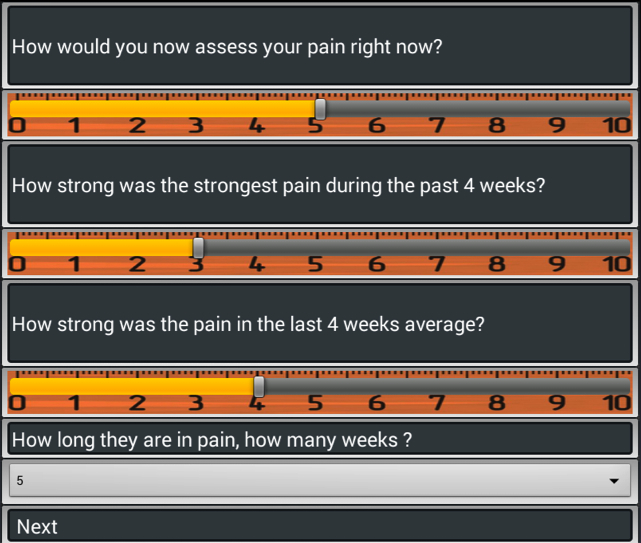 How would you now assess your pain right now?
0 1 2 3 4 5 6 7 8 9 10
How strong was the strongest pain during the past 4 weeks?
0 1 2 3 4 5 6 7 8 9 10
How strong was the pain in the last 4 weeks average?
0 1 2 3 4 5 6 7 8 9 10
How long they are in pain, how many weeks ?
5
Next